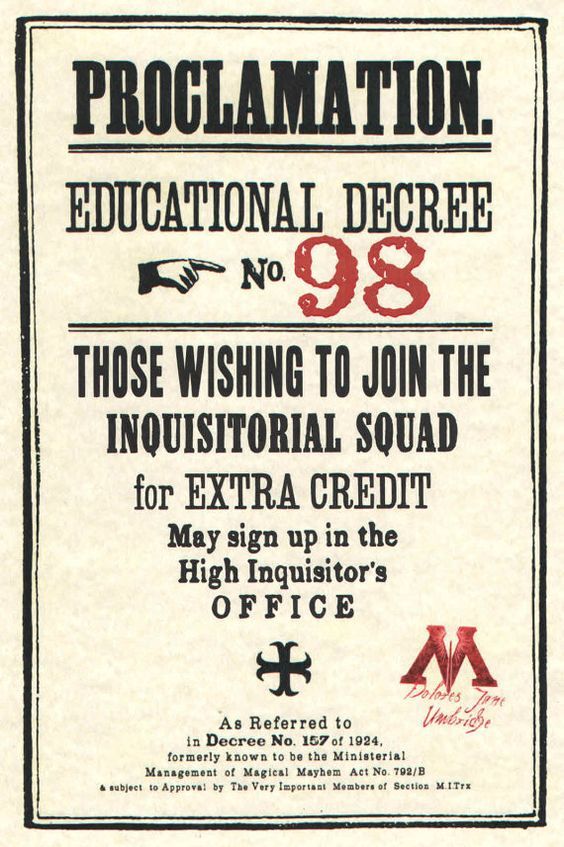 PROCLAMATION.
EDUCATIONAL DECREE
No. 98
THOSE WISHING TO JOIN THE
INQUISITORIAL SQUAD
for EXTRA CREDIT
May sign up in the
High Inquisitor's
OFFICE
M
Dolores Jane
Umbridge
As Referred to
in Decree No. 157 of 1924,
formerly known to be the Ministerial
Management of Magical Mayhem Act No. 792/B
& subject to Approval by The Very Important Members of Section M.I.Trx